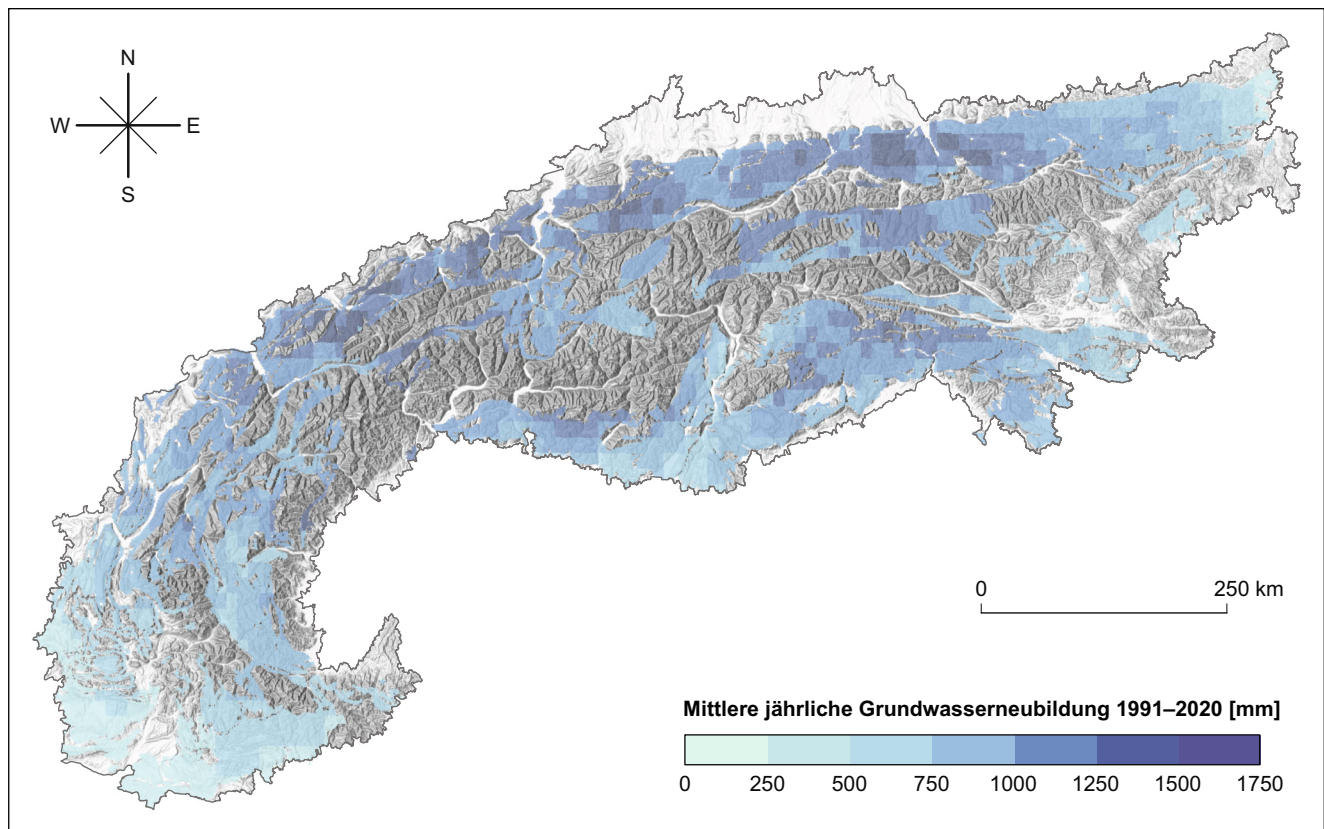 N
W E
S
0 250 km
Mittlere jährliche Grundwasserneubildung 1991–2020 [mm]
0 250 500 750 1000 1250 1500 1750